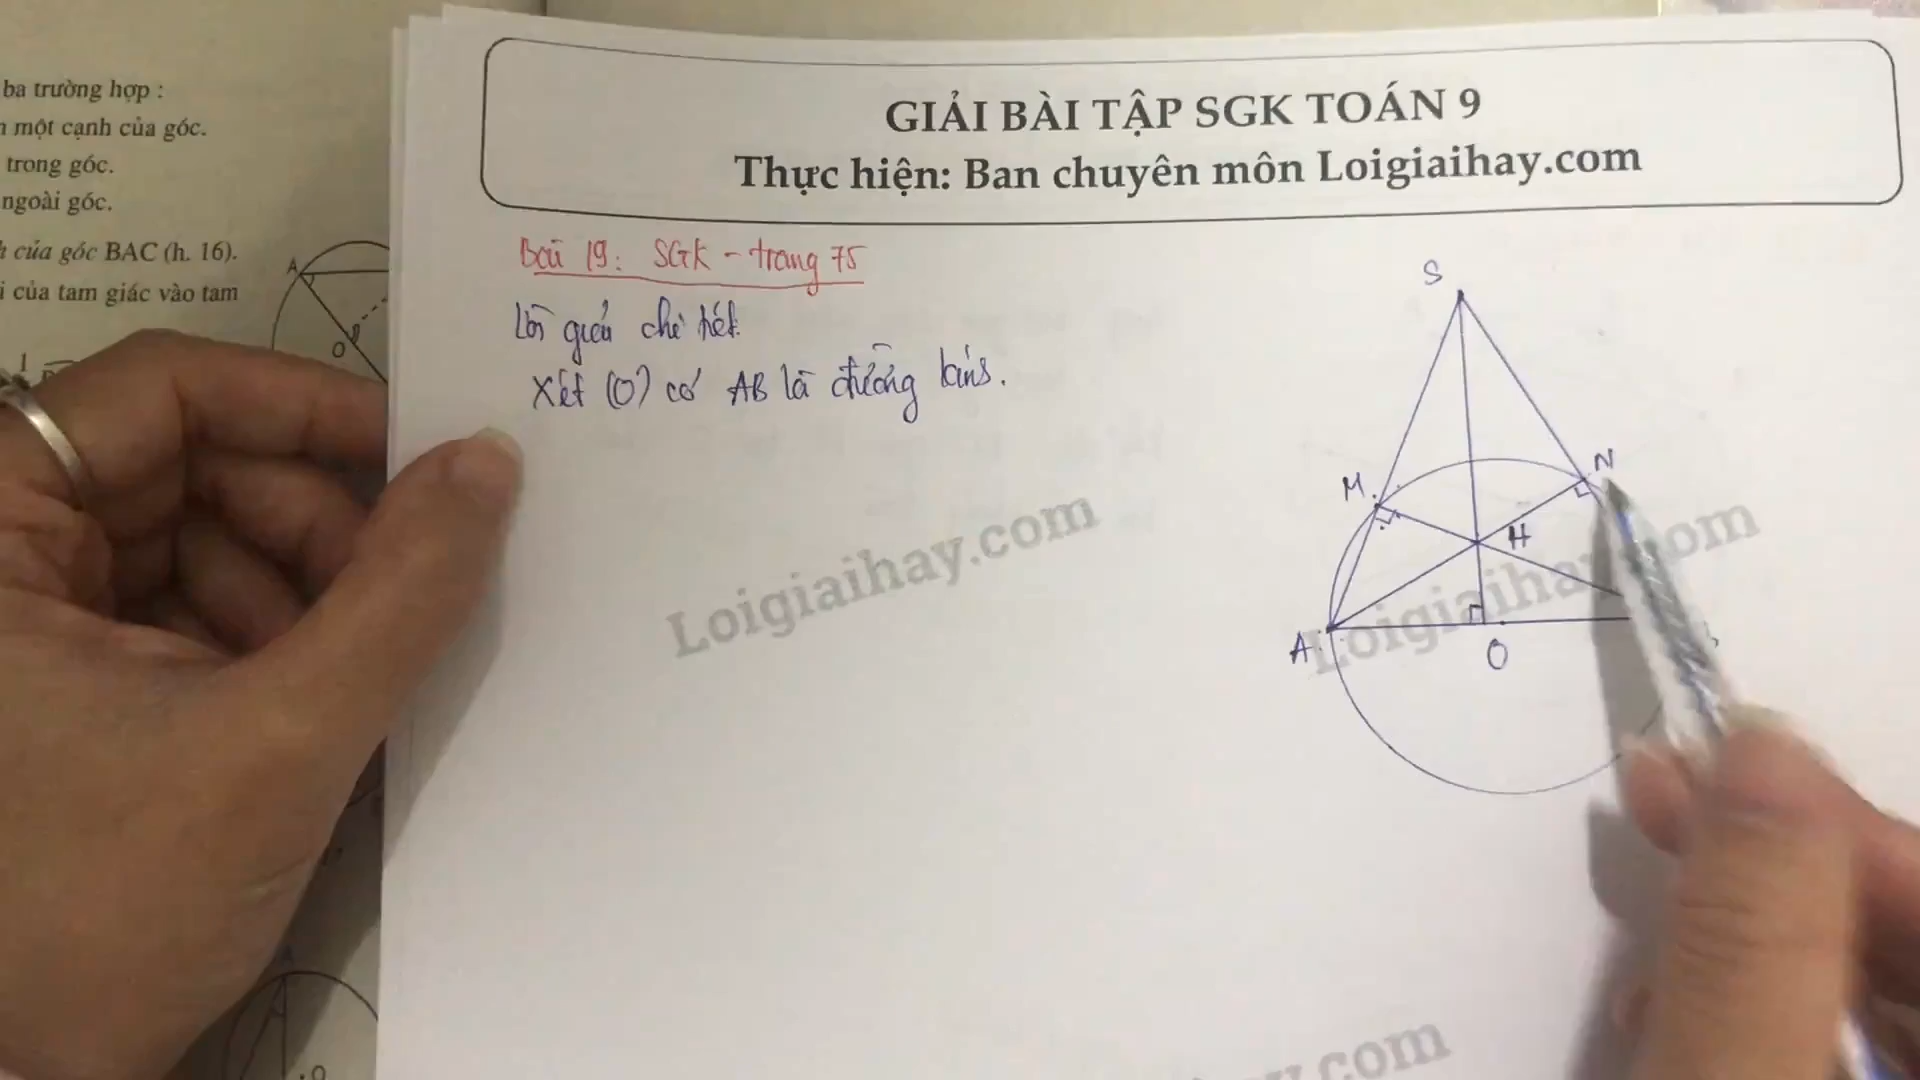 ba trường hợp :
một cạnh của góc.
trong góc.
ngoài góc.
của góc BAC (h. 16).
của tam giác vào tam
A
O
GIẢI BÀI TẬP SGK TOÁN 9
Thực hiện: Ban chuyên môn Loigiaihay.com
Bài 19: SGK - trang 75
Lời giải chi tiết.
Xét (O) có AB là đường kính.
S
M
N
H
A
O
Loigiaihay.com
Loigiaihay.com
.com